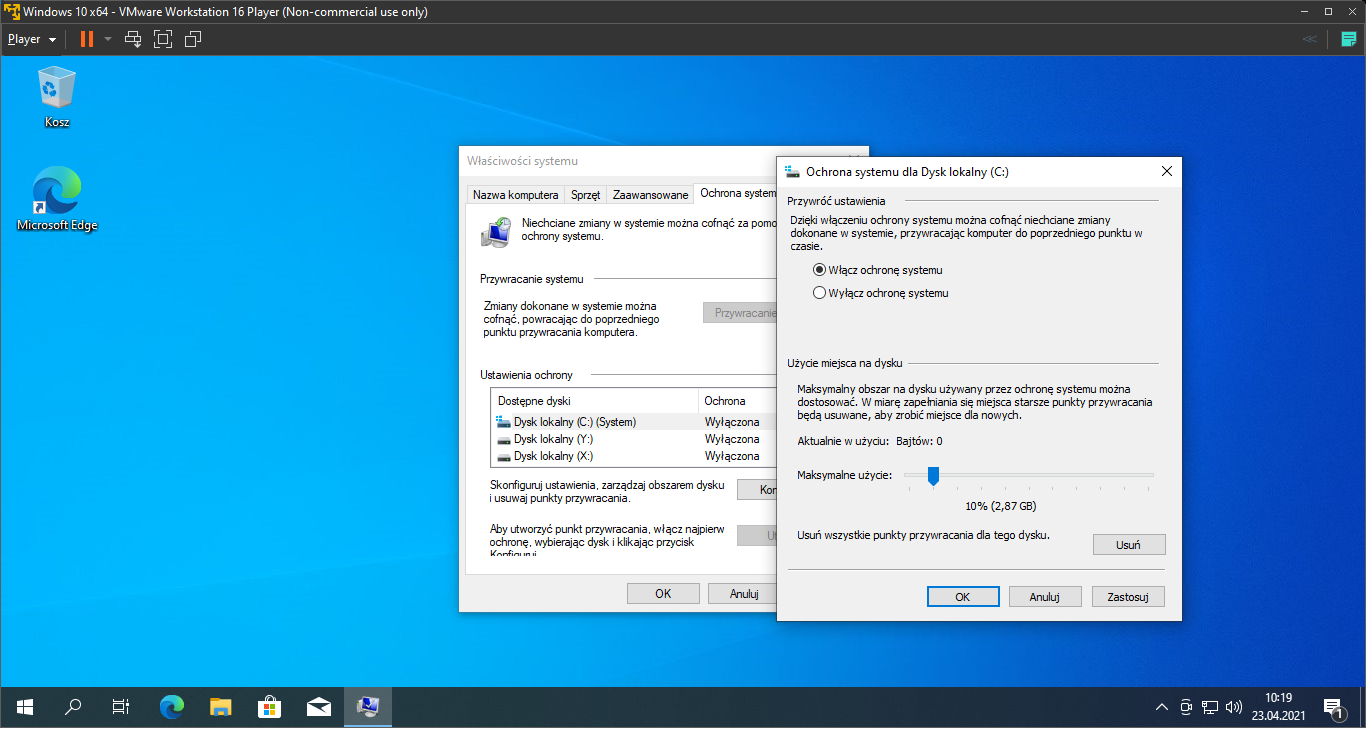 Windows 10 x64 - VMware Workstation 16 Player (Non-commercial use only)
Player
Kosz
Microsoft Edge
Właściwości systemu
Nazwa komputera
Sprzęt
Zaawansowane
Ochrona system
Niechciane zmiany w systemie można cofnąć za pomo
ochrony systemu.
Przywracanie systemu
Zmiany dokonane w systemie można
cofnąć, powracając do poprzedniego
punktu przywracania komputera.
Przywracanie
Ustawienia ochrony
Dostępne dyski
Ochrona
Dysk lokalny (C:) (System)
Wyłączona
Dysk lokalny (Y:)
Wyłączona
Dysk lokalny (X:)
Wyłączona
Skonfiguruj ustawienia, zarządzaj obszarem dysku
i usuwaj punkty przywracania.
Kon
Aby utworzyć punkt przywracania, włącz najpierw
ochronę, wybierając dysk i klikając przycisk
Konfiguruj
OK
Anuluj
Ochrona systemu dla Dysk lokalny (C:)
Przywróć ustawienia
Dzięki włączeniu ochrony systemu można cofnąć niechciane zmiany
dokonane w systemie, przywracając komputer do poprzedniego punktu w
czasie.
Włącz ochronę systemu
Wyłącz ochronę systemu
Użycie miejsca na dysku
Maksymalny obszar na dysku używany przez ochronę systemu można
dostosować. W miarę zapełniania się miejsca starsze punkty przywracania
będą usuwane, aby zrobić miejsce dla nowych.
Aktualnie w użyciu: Bajtów: 0
Maksymalne użycie:
10% (2,87 GB)
Usuń wszystkie punkty przywracania dla tego dysku.
Usuń
OK
Anuluj
Zastosuj
10:19
23.04.2021
1